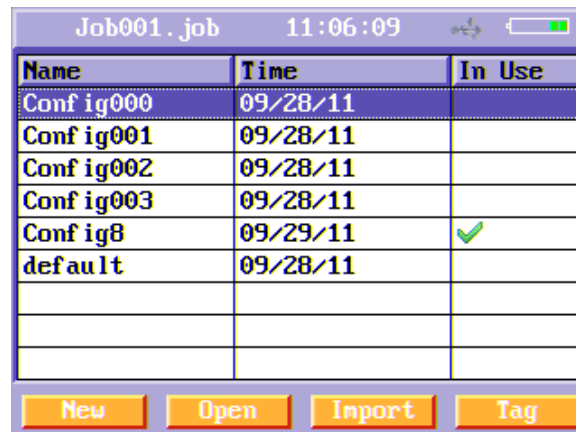 Job001.job 11:06:09
Name Time In Use
Config000 09/28/11
Config001 09/28/11
Config002 09/28/11
Config003 09/28/11
Config8 09/29/11
default 09/28/11
New Open Import Tag